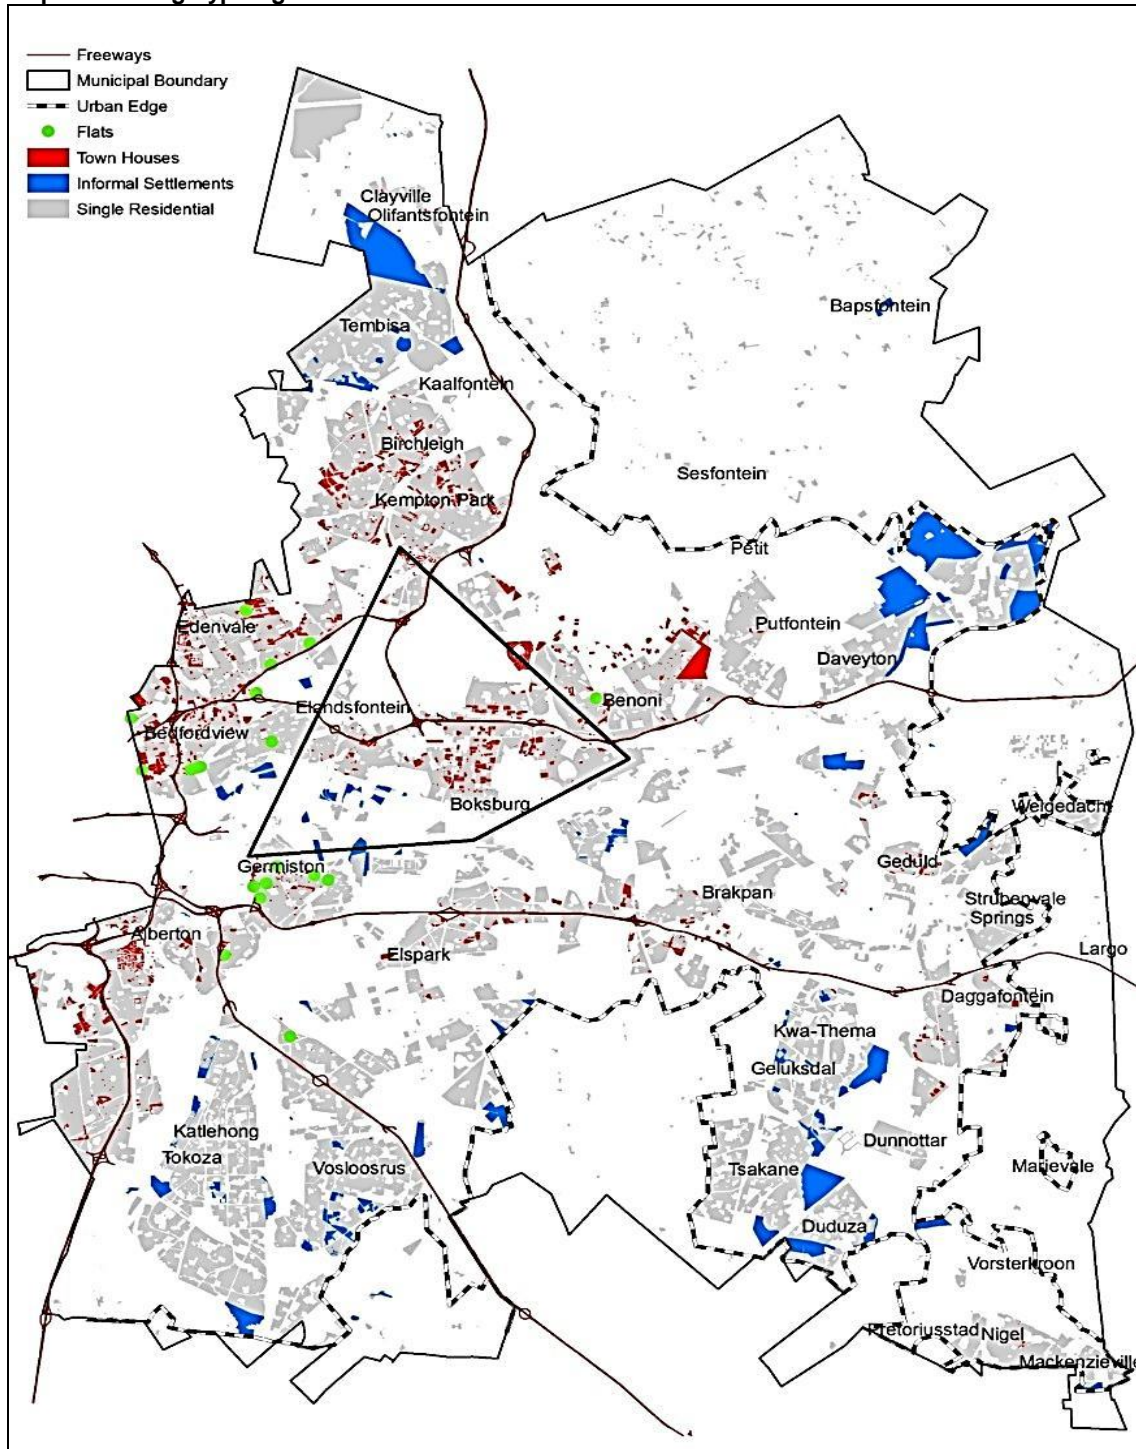 Freeways
Municipal Boundary
Urban Edge
Flats
Town Houses
Informal Settlements
Single Residential
Clayville
Olifantsfontein
Bapsfontein
Tembisa
Kaalfontein
Birchleigh
Sesfontein
Kempton Park
Petit
Edenvale
Putfontein
Daveyton
Benoni
Elandsfontein
Bedfordview
Boksburg
Welgedacht
Germiston
Geduld
Brakpan
Strubenvale
Springs
Alberton
Elspark
Largo
Daggafontein
Kwa-Thema
Geluksdal
Katlehong
Dunnottar
Tokoza
Vosloosrus
Tsakane
Marievale
Duduza
Vorsterkroon
Pretoriusstad
Nigel
Mackenzieville